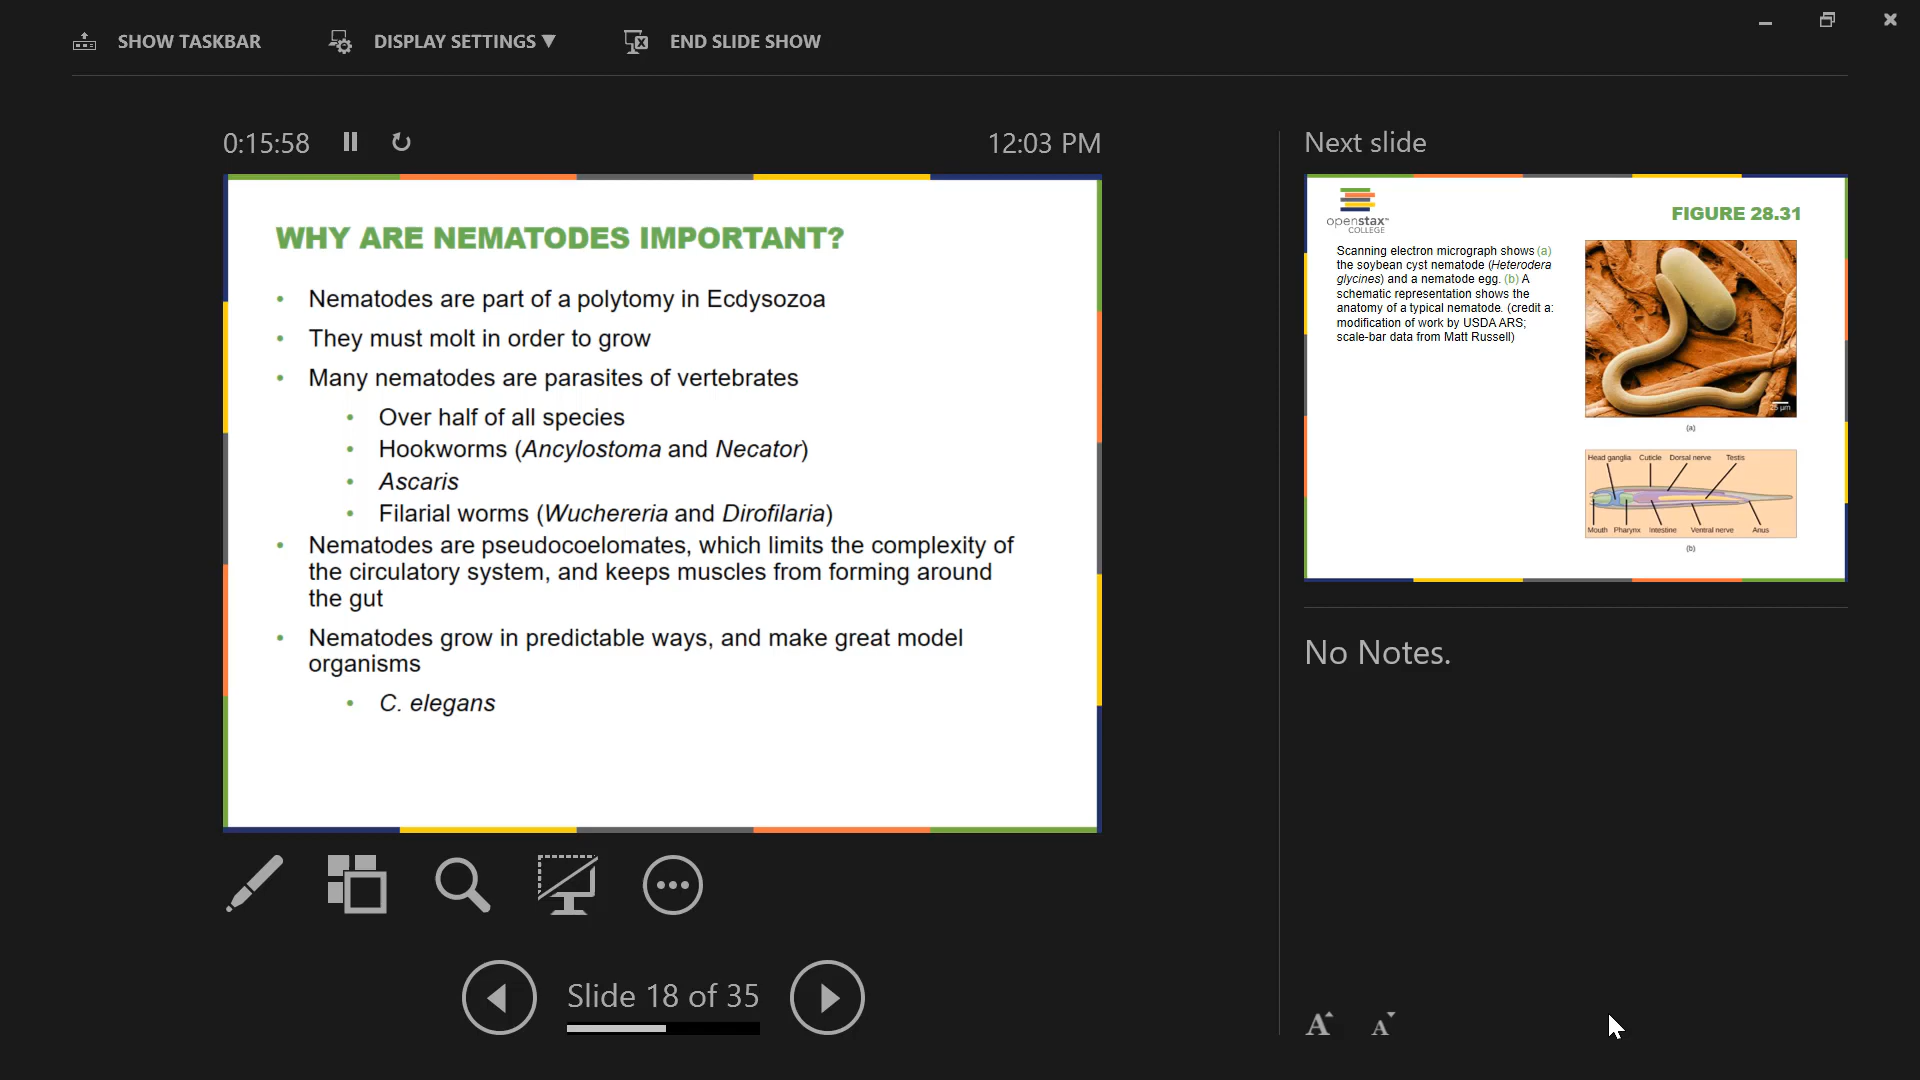 SHOW TASKBAR
DISPLAY SETTINGS ▼
END SLIDE SHOW
0:15:58
12:03 PM
WHY ARE NEMATODES IMPORTANT?
• Nematodes are part of a polytomy in Ecdysozoa
• They must molt in order to grow
• Many nematodes are parasites of vertebrates
• Over half of all species
• Hookworms (Ancylostoma and Necator)
• Ascaris
• Filarial worms (Wuchereria and Dirofilaria)
• Nematodes are pseudocoelomates, which limits the complexity of
the circulatory system, and keeps muscles from forming around
the gut
• Nematodes grow in predictable ways, and make great model
organisms
• C. elegans
Slide 18 of 35
Next slide
openstax™
COLLEGE
FIGURE 28.31
Scanning electron micrograph shows (a)
the soybean cyst nematode (Heterodera
glycines) and a nematode egg. (b) A
schematic representation shows the
anatomy of a typical nematode. (credit a:
modification of work by USDA ARS;
scale-bar data from Matt Russell)
25 µm
(a)
Head ganglia Cuticle Dorsal nerve Testis
Mouth Pharynx Intestine Ventral nerve Anus
(b)
No Notes.
A A